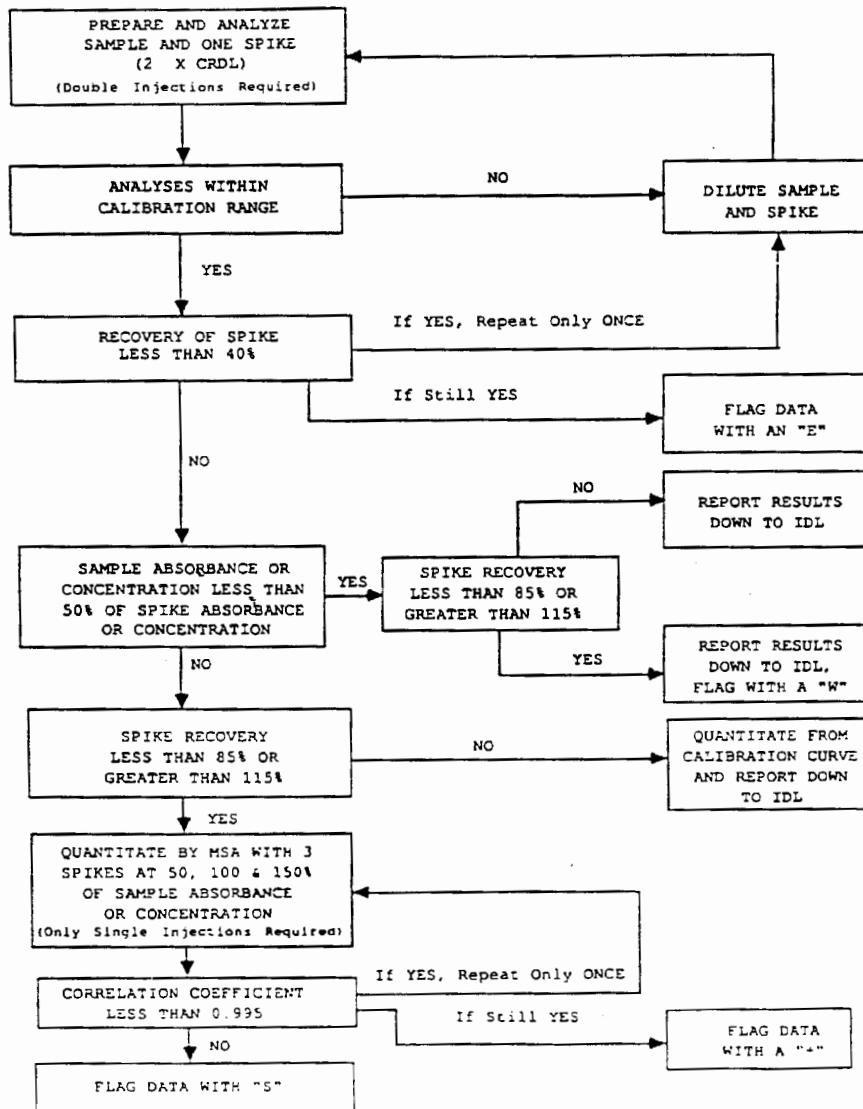 PREPARE AND ANALYZE
SAMPLE AND ONE SPIKE
(2 X CRDL)
(Double Injections Required)
ANALYSES WITHIN
CALIBRATION RANGE
NO
DILUTE SAMPLE
AND SPIKE
YES
RECOVERY OF SPIKE
LESS THAN 40%
If YES, Repeat Only ONCE
If Still YES
FLAG DATA
WITH AN "E"
NO
NO
REPORT RESULTS
DOWN TO IDL
SAMPLE ABSORBANCE OR
CONCENTRATION LESS THAN
50% OF SPIKE ABSORBANCE
OR CONCENTRATION
YES
SPIKE RECOVERY
LESS THAN 85% OR
GREATER THAN 115%
YES
REPORT RESULTS
DOWN TO IDL,
FLAG WITH A "W"
NO
SPIKE RECOVERY
LESS THAN 85% OR
GREATER THAN 115%
NO
QUANTITATE FROM
CALIBRATION CURVE
AND REPORT DOWN
TO IDL
YES
QUANTITATE BY MSA WITH 3
SPIKES AT 50, 100 & 150%
OF SAMPLE ABSORBANCE
OR CONCENTRATION
(Only Single Injections Required)
If YES, Repeat Only ONCE
CORRELATION COEFFICIENT
LESS THAN 0.995
If Still YES
FLAG DATA
WITH A "+"
NO
FLAG DATA WITH "S"